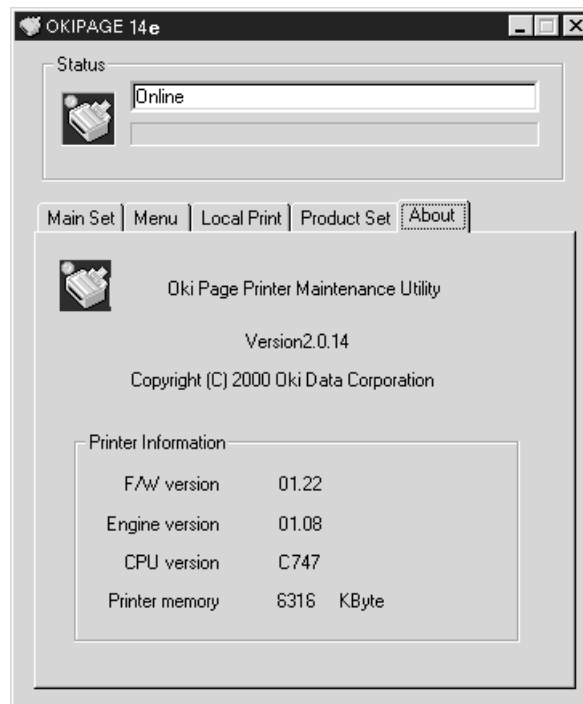 OKIPAGE 14e
Status
Online
Main Set Menu Local Print Product Set About
Oki Page Printer Maintenance Utility
Version2.0.14
Copyright (C) 2000 Oki Data Corporation
Printer Information
F/W version 01.22
Engine version 01.08
CPU version C747
Printer memory 6316 KByte